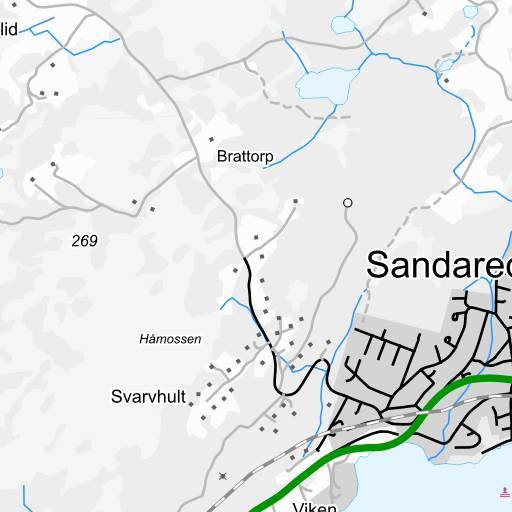 lid
Brattorp
269
Sandared
Håmossen
Svarvhult
Viken